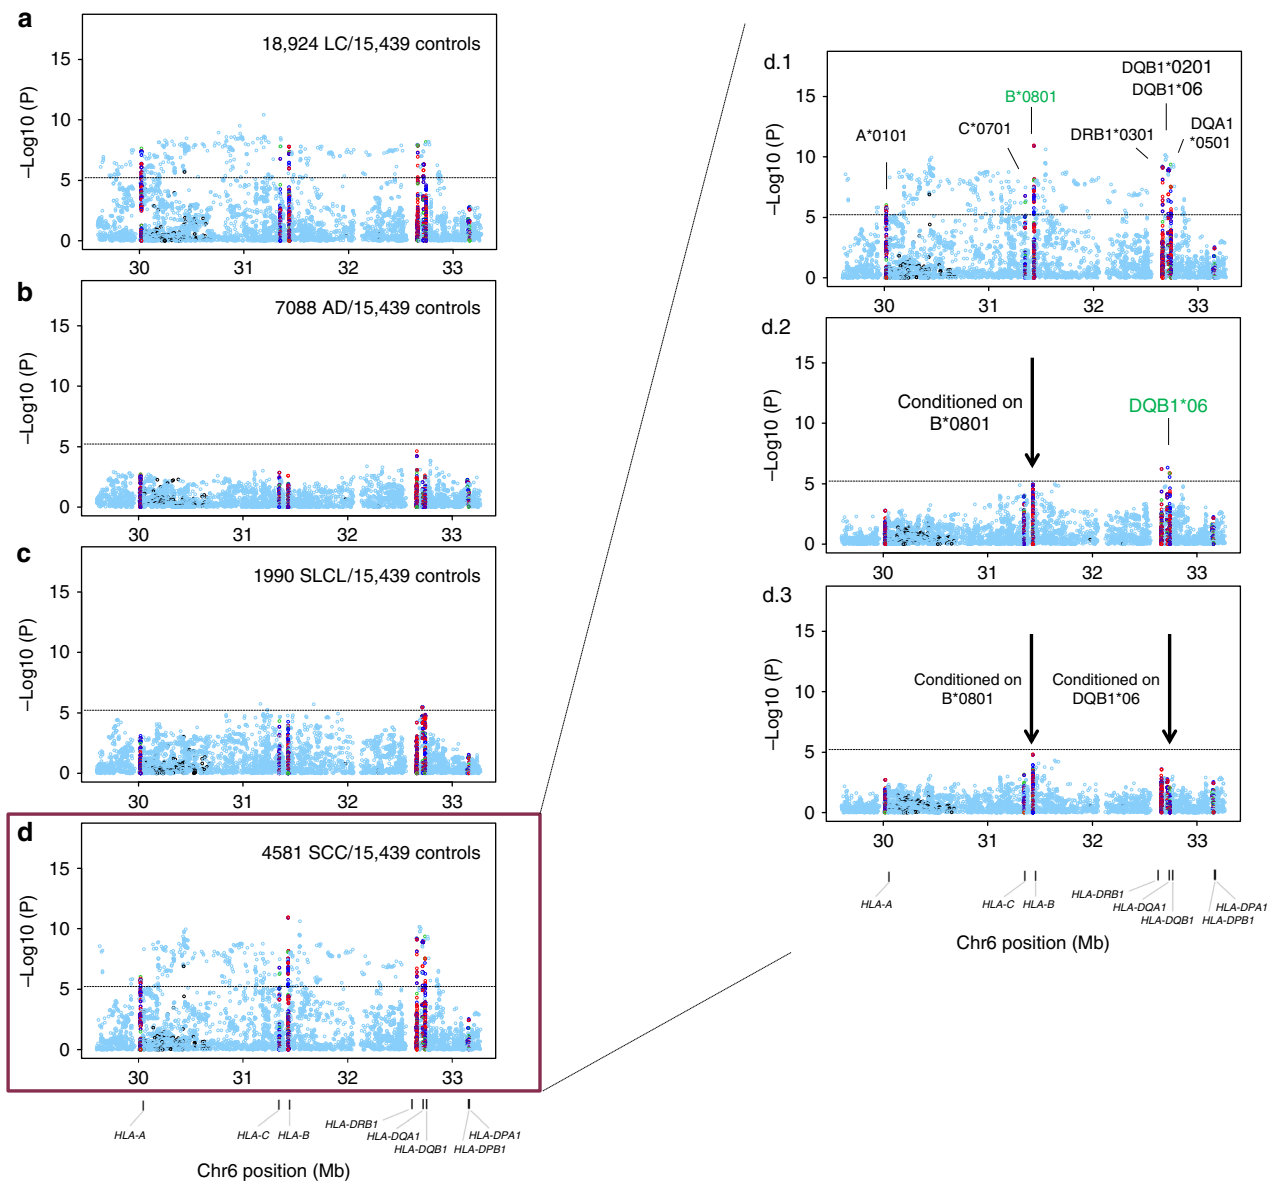 a
18,924 LC/15,439 controls
−Log10 (P)
15
10
5
0
30 31 32 33
b
7088 AD/15,439 controls
−Log10 (P)
15
10
5
0
30 31 32 33
c
1990 SLCL/15,439 controls
−Log10 (P)
15
10
5
0
30 31 32 33
d
4581 SCC/15,439 controls
−Log10 (P)
15
10
5
0
30 31 32 33
HLA-A
HLA-C
HLA-B
HLA-DRB1
HLA-DQA1
HLA-DQB1
HLA-DPA1
HLA-DPB1
Chr6 position (Mb)
d.1
−Log10 (P)
15
10
5
0
A*0101
C*0701
B*0801
DRB1*0301
DQB1*0201
DQB1*06
DQA1
*0501
30 31 32 33
d.2
−Log10 (P)
15
10
5
0
Conditioned on
B*0801
DQB1*06
30 31 32 33
d.3
−Log10 (P)
15
10
5
0
Conditioned on
B*0801
Conditioned on
DQB1*06
30 31 32 33
HLA-A
HLA-C
HLA-B
HLA-DRB1
HLA-DQA1
HLA-DQB1
HLA-DPA1
HLA-DPB1
Chr6 position (Mb)